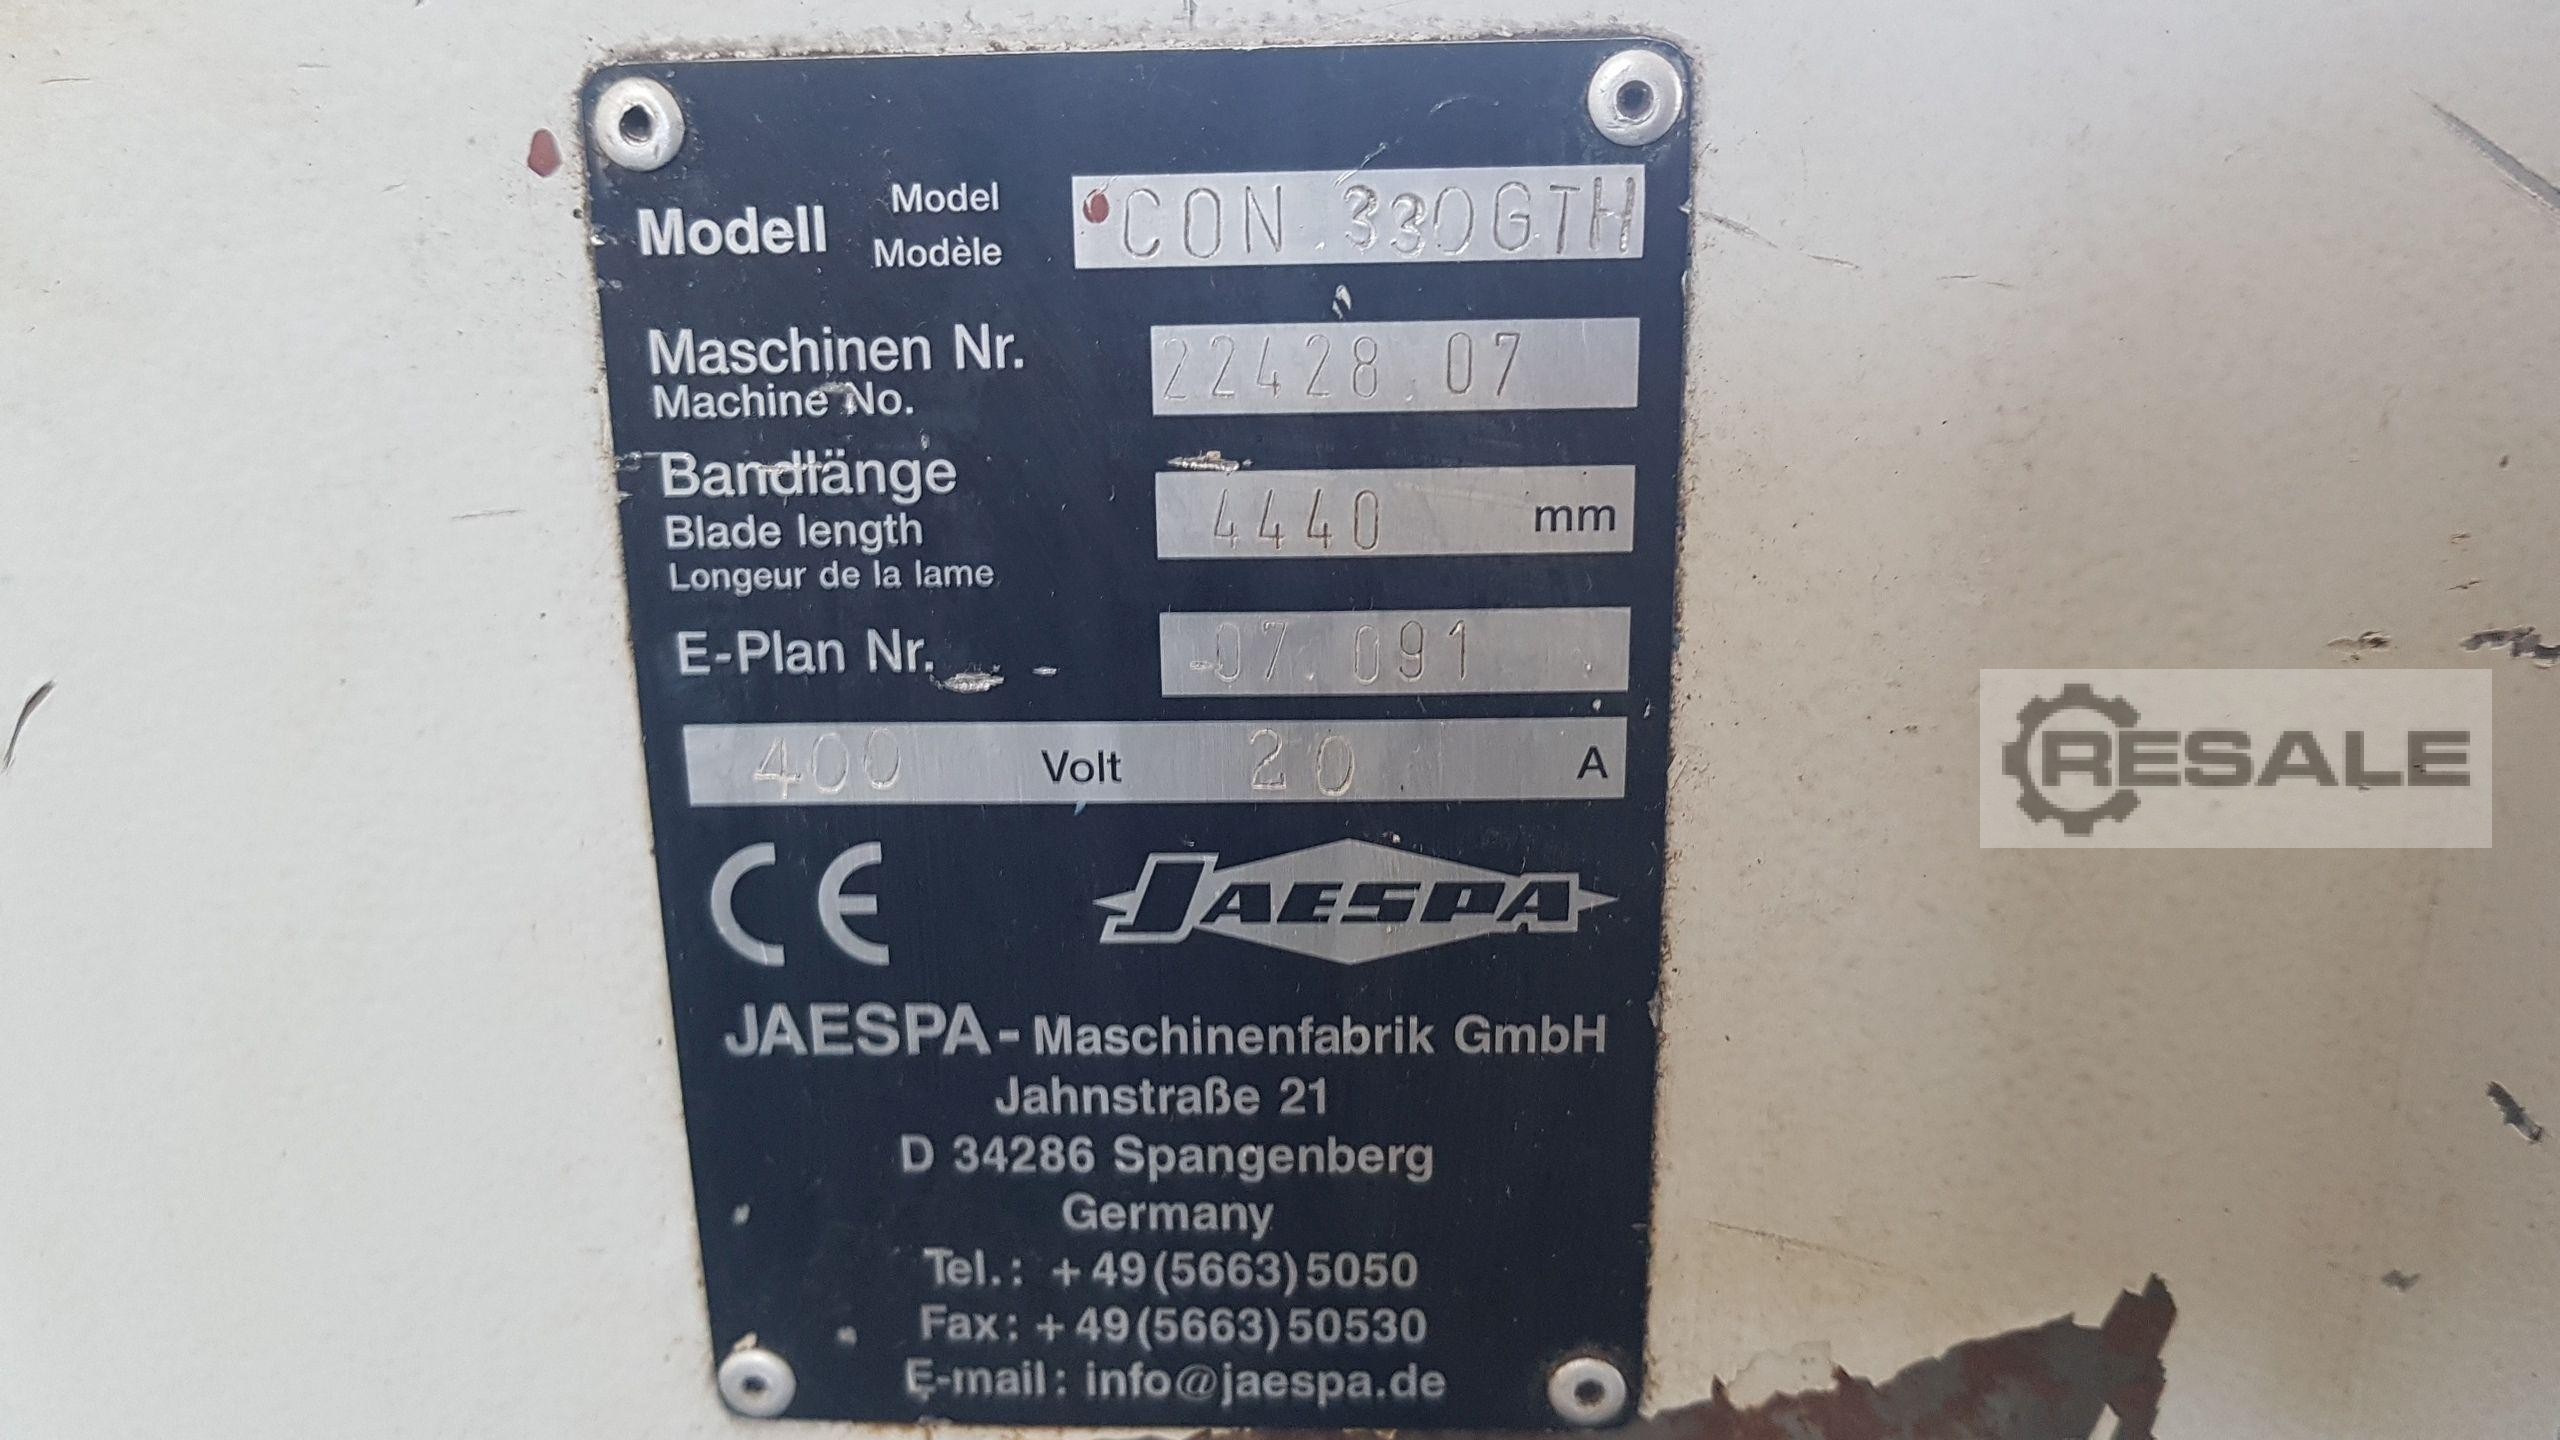 Modell Model Modèle CON.330GTH
Maschinen Nr. 22428.07
Machine No.
Bandlänge
Blade length 4440 mm
Longeur de la lame
E-Plan Nr. 07.091
400 Volt 20 A
CE JAESPA
JAESPA-Maschinenfabrik GmbH
Jahnstraße 21
D 34286 Spangenberg
Germany
Tel.: +49(5663)5050
Fax: +49(5663)50530
E-mail: info@jaespa.de
RESALE